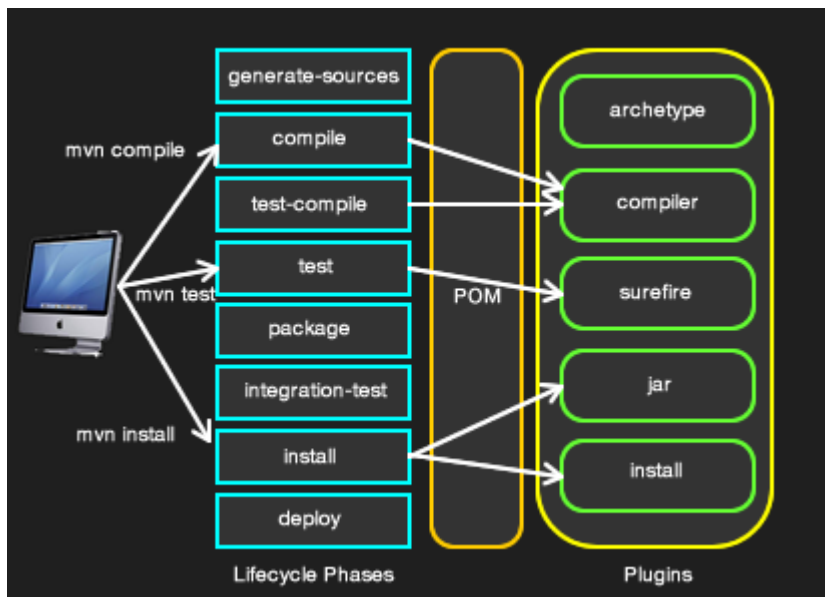 mvn compile
mvn test
mvn install
generate-sources
compile
test-compile
test
package
integration-test
install
deploy
Lifecycle Phases
POM
archetype
compiler
surefire
jar
install
Plugins